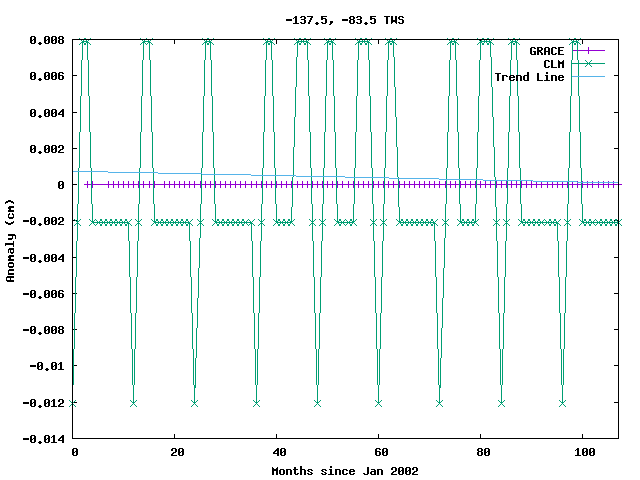 -137.5, -83.5 TWS
0.008
0.006
0.004
0.002
0
-0.002
-0.004
-0.006
-0.008
-0.01
-0.012
-0.014
Anomaly (cm)
GRACE
CLM
Trend Line
0 20 40 60 80 100
Months since Jan 2002